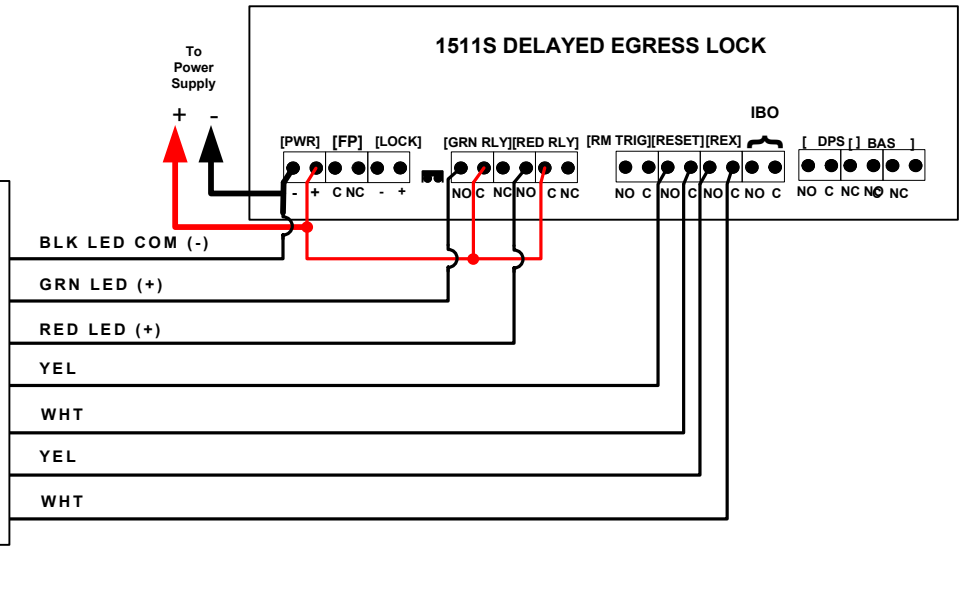 1511S DELAYED EGRESS LOCK
To
Power
Supply
+ -
IBO
[PWR] [FP] [LOCK] [GRN RLY][RED RLY] [RM TRIG][RESET][REX] [ DPS [ ] BAS ]
- + C NC - + NO C NC NO C NC NO C NO C NO C NO C NO C NC NO C NC
BLK LED COM (-)
GRN LED (+)
RED LED (+)
YEL
WHT
YEL
WHT